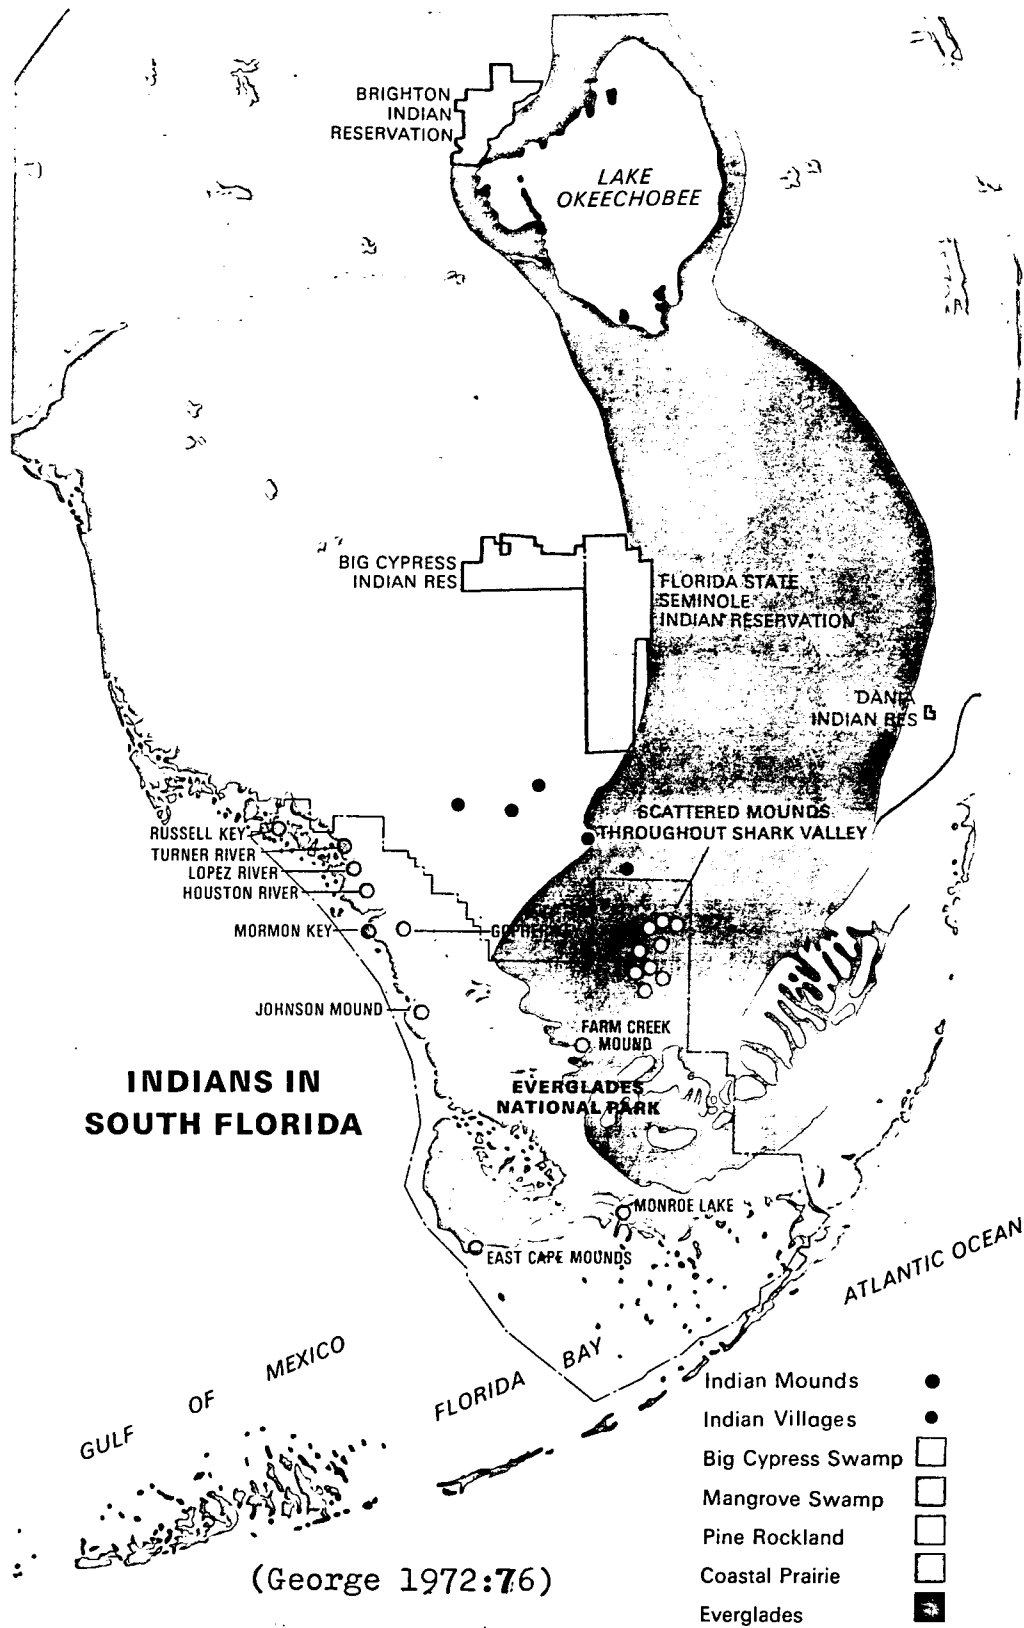 BRIGHTON
INDIAN
RESERVATION
LAKE
OKEECHOBEE
BIG CYPRESS
INDIAN RES
FLORIDA STATE
SEMINOLE
INDIAN RESERVATION
DANIA
INDIAN RES
SCATTERED MOUNDS
THROUGHOUT SHARK VALLEY
RUSSELL KEY
TURNER RIVER
LOPEZ RIVER
HOUSTON RIVER
MORMON KEY
JOHNSON MOUND
FARM CREEK
MOUND
INDIANS IN
SOUTH FLORIDA
EVERGLADES
NATIONAL PARK
MONROE LAKE
EAST CAPE MOUNDS
ATLANTIC OCEAN
GULF OF MEXICO
FLORIDA BAY
Indian Mounds
Indian Villages
Big Cypress Swamp
Mangrove Swamp
Pine Rockland
Coastal Prairie
Everglades
(George 1972:76)